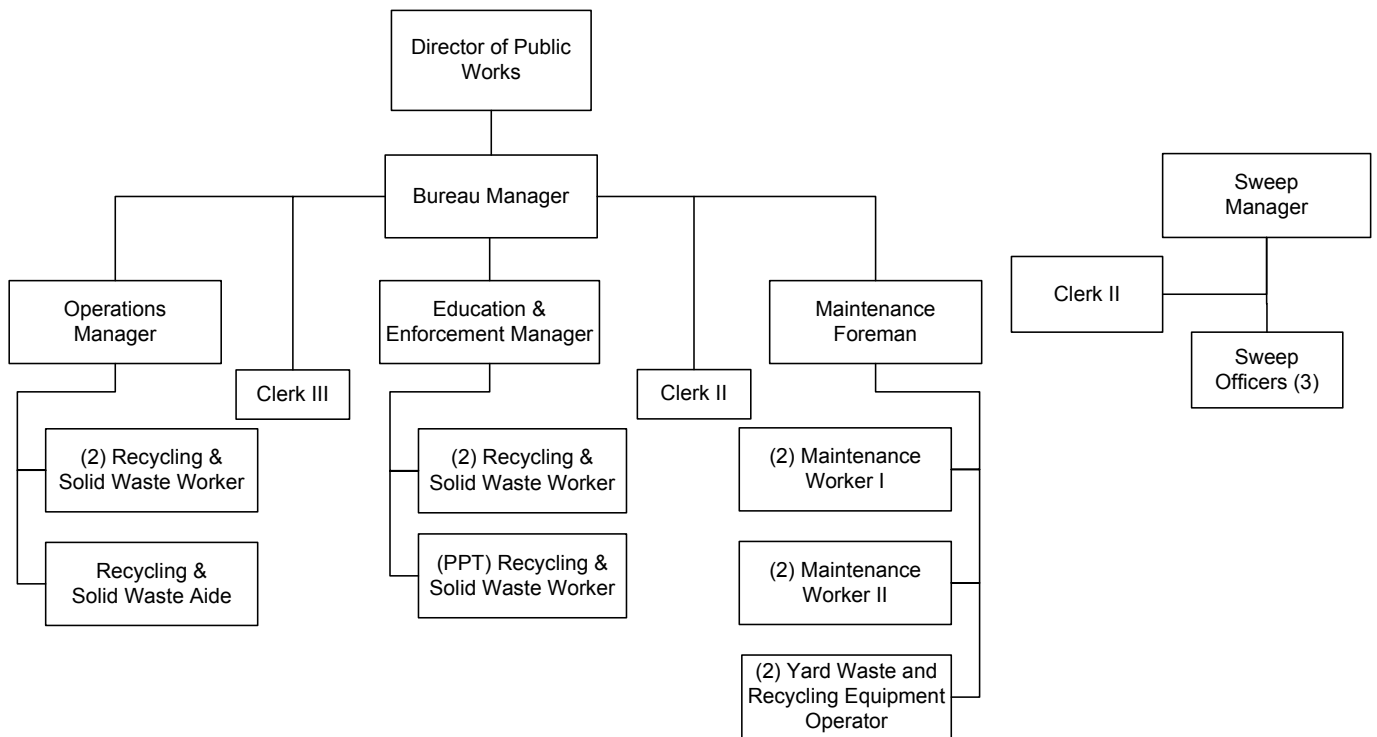 Director of Public
Works
Bureau Manager
Sweep
Manager
Clerk II
Sweep
Officers (3)
Operations
Manager
Education &
Enforcement Manager
Maintenance
Foreman
Clerk III
Clerk II
(2) Recycling &
Solid Waste Worker
(2) Recycling &
Solid Waste Worker
(2) Maintenance
Worker I
Recycling &
Solid Waste Aide
(PPT) Recycling &
Solid Waste Worker
(2) Maintenance
Worker II
(2) Yard Waste and
Recycling Equipment
Operator